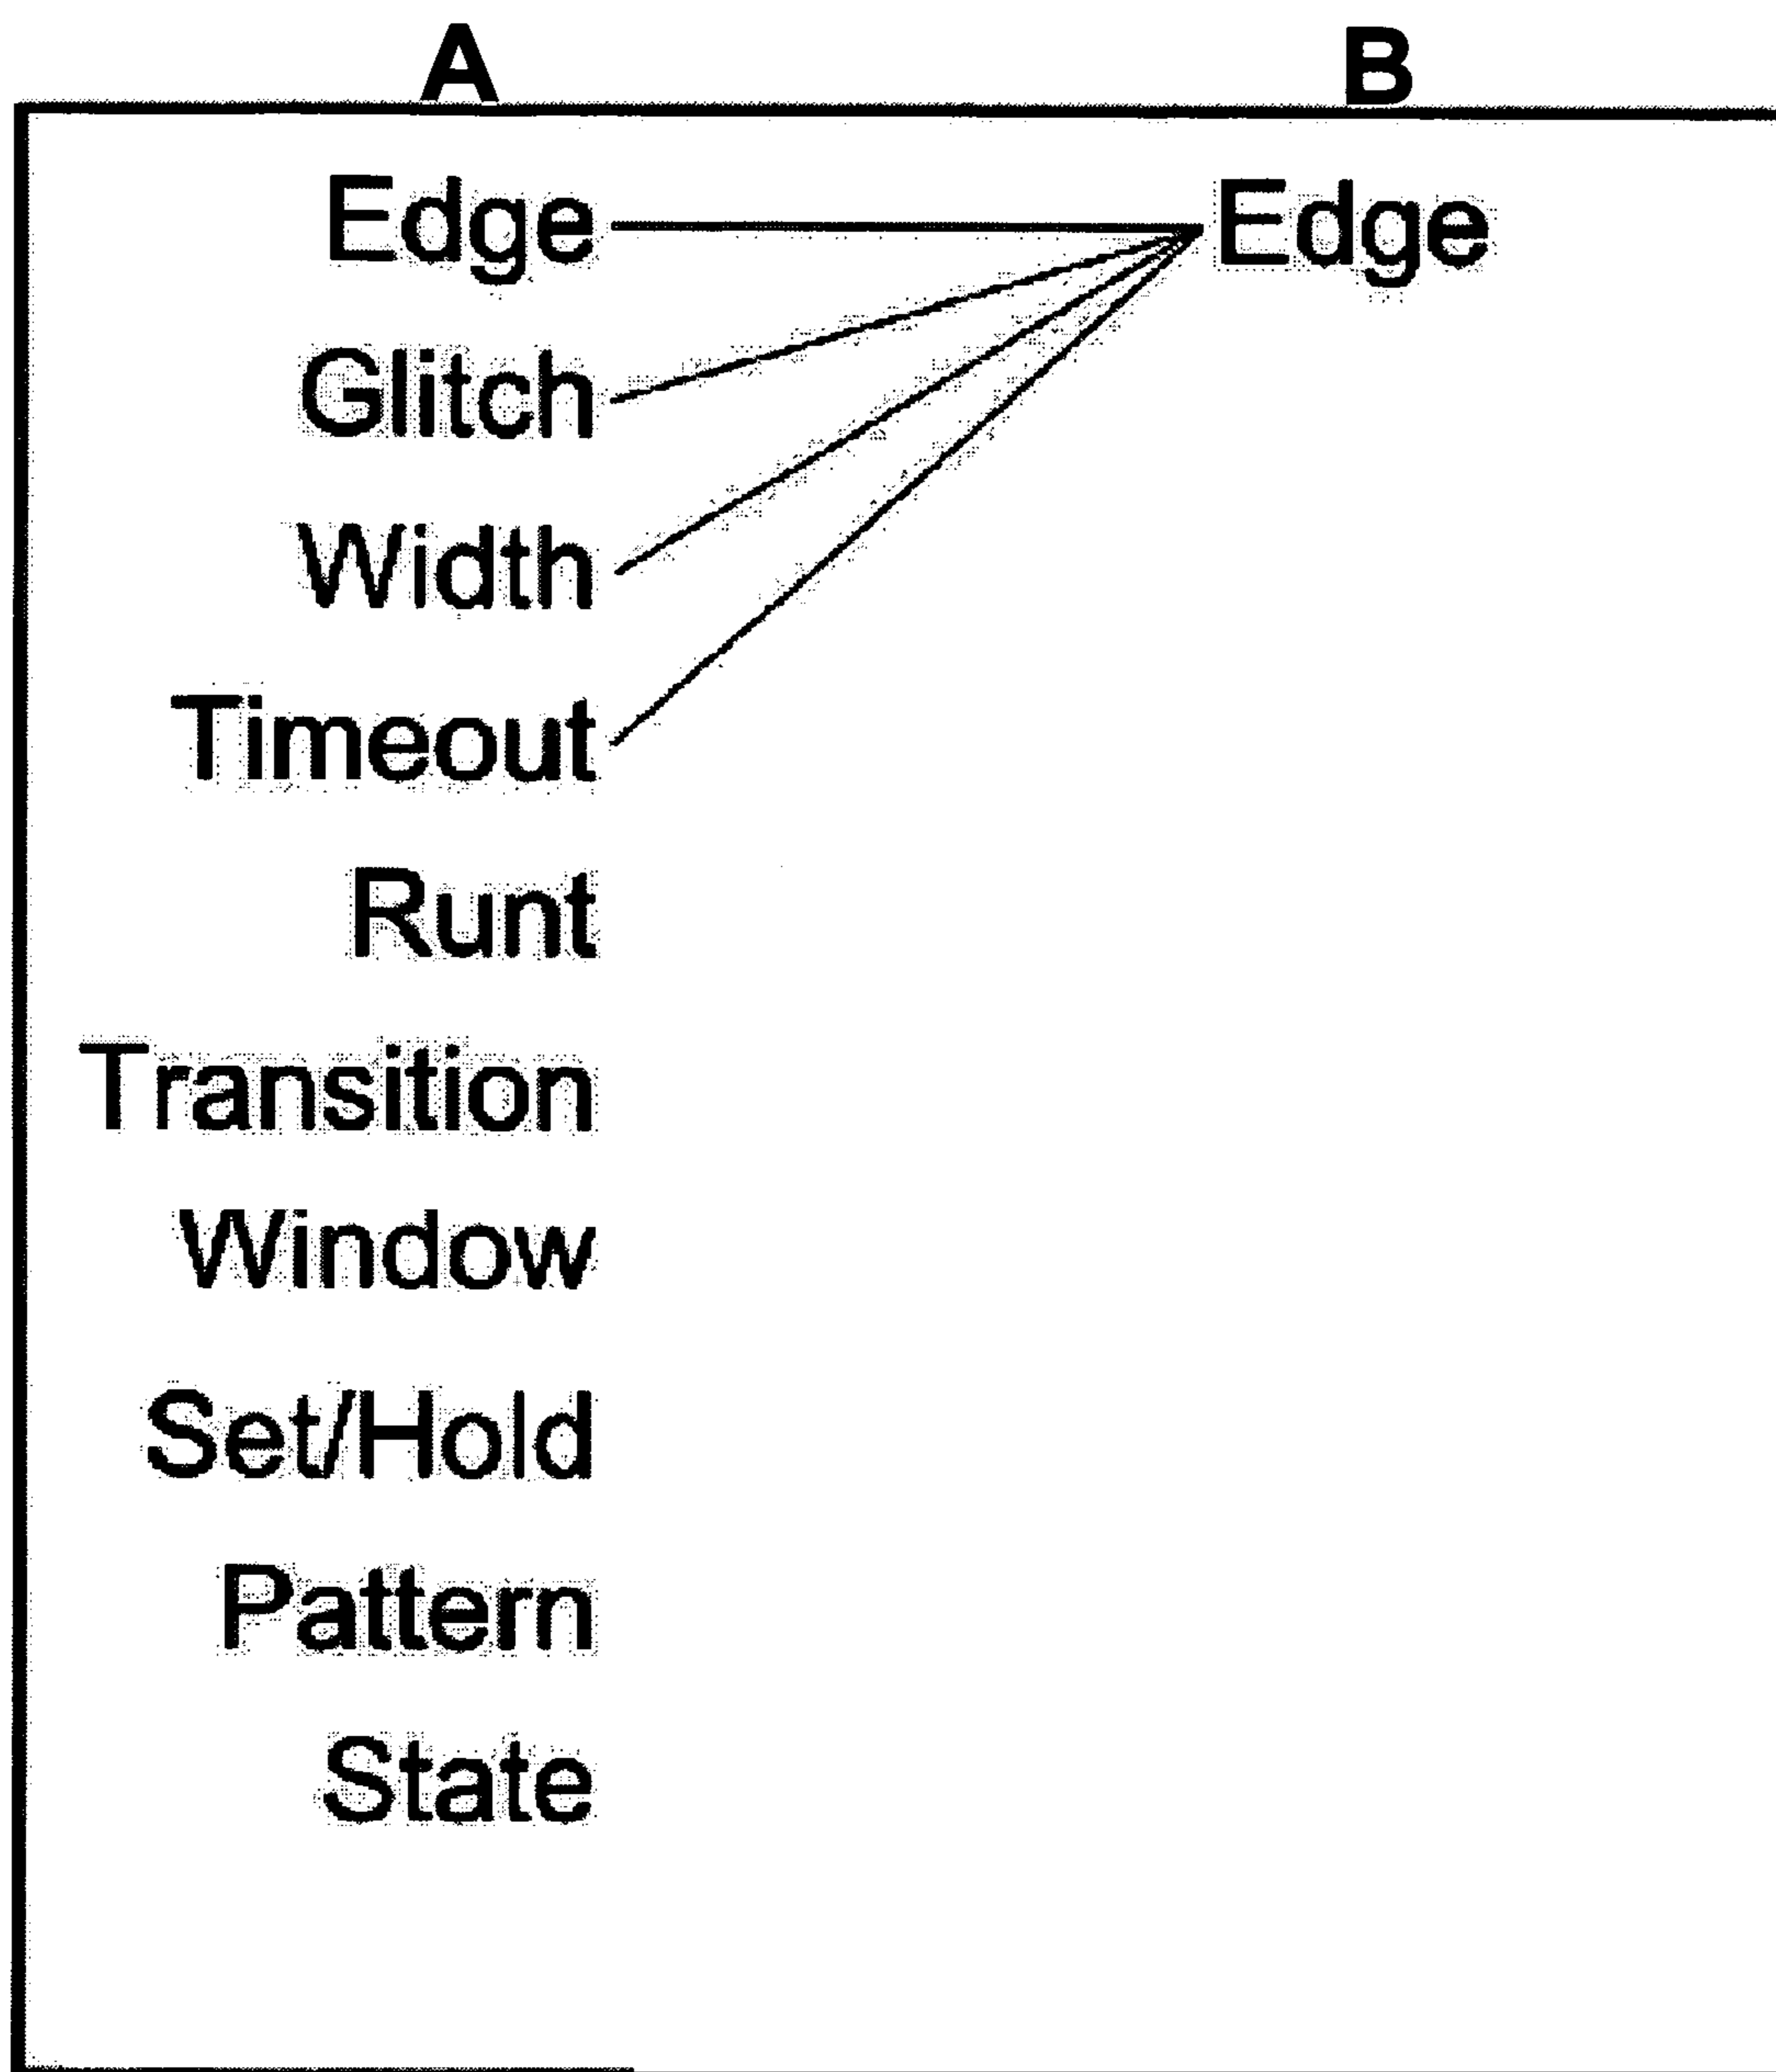 A B
Edge Edge
Glitch
Width
Timeout
Runt
Transition
Window
Set/Hold
Pattern
State